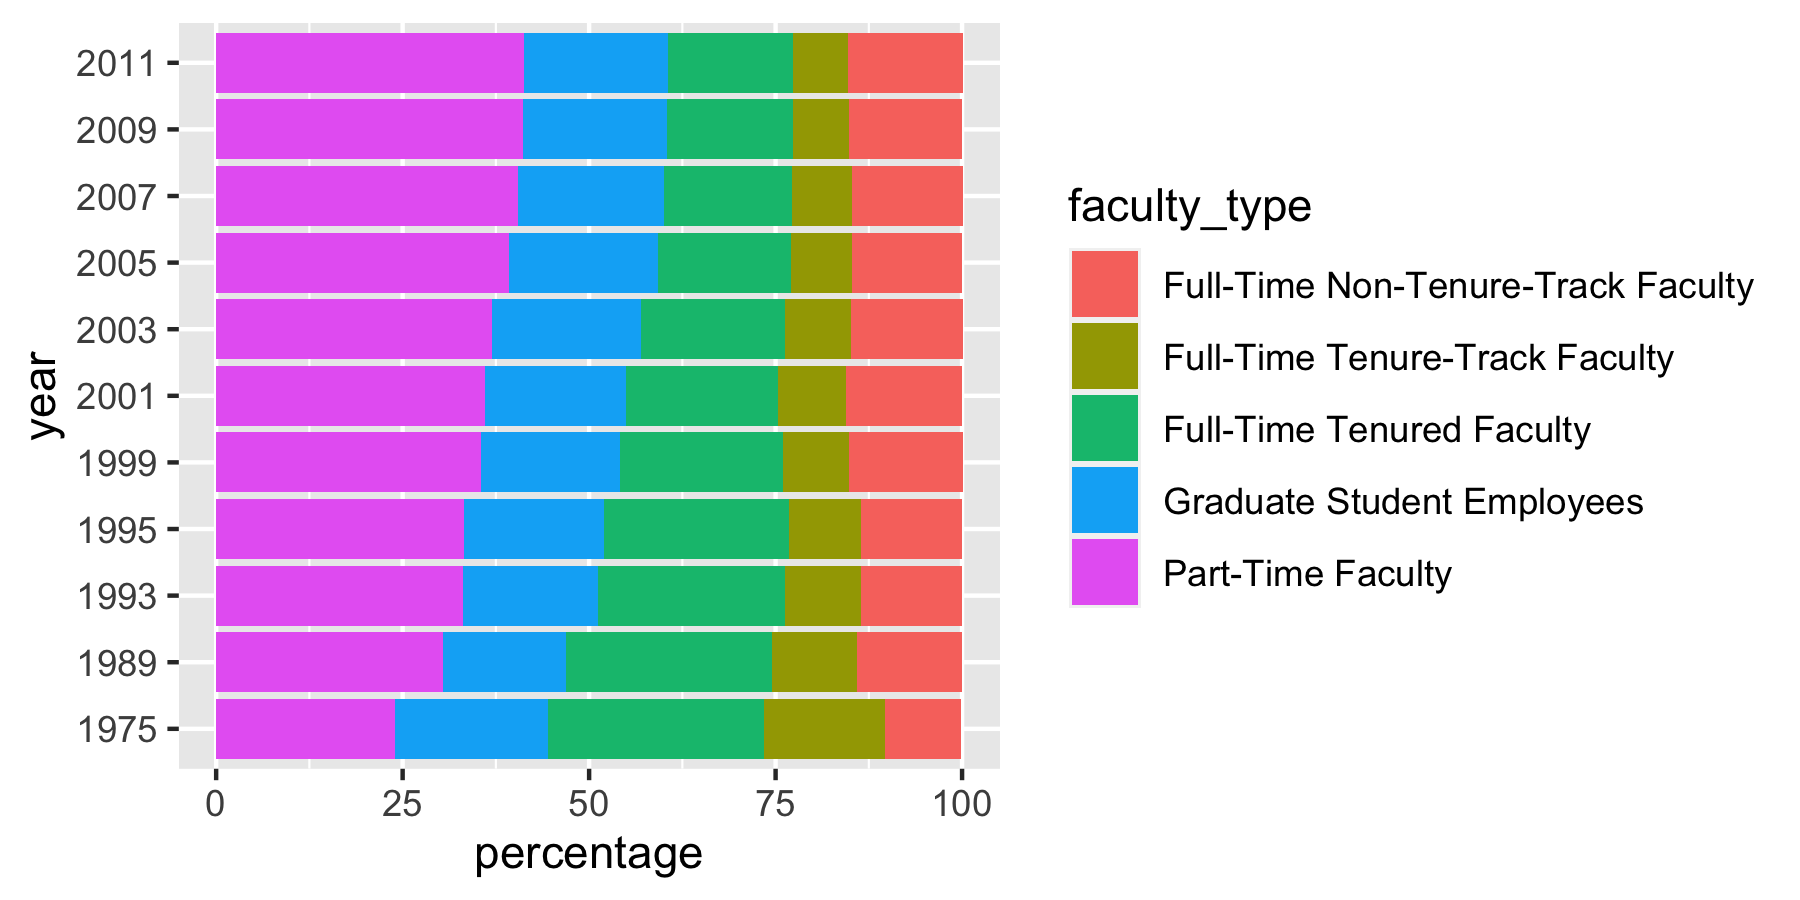 2011
2009
2007
2005
2003
2001
1999
1995
1993
1989
1975
year
0 25 50 75 100
percentage
faculty_type
Full-Time Non-Tenure-Track Faculty
Full-Time Tenure-Track Faculty
Full-Time Tenured Faculty
Graduate Student Employees
Part-Time Faculty